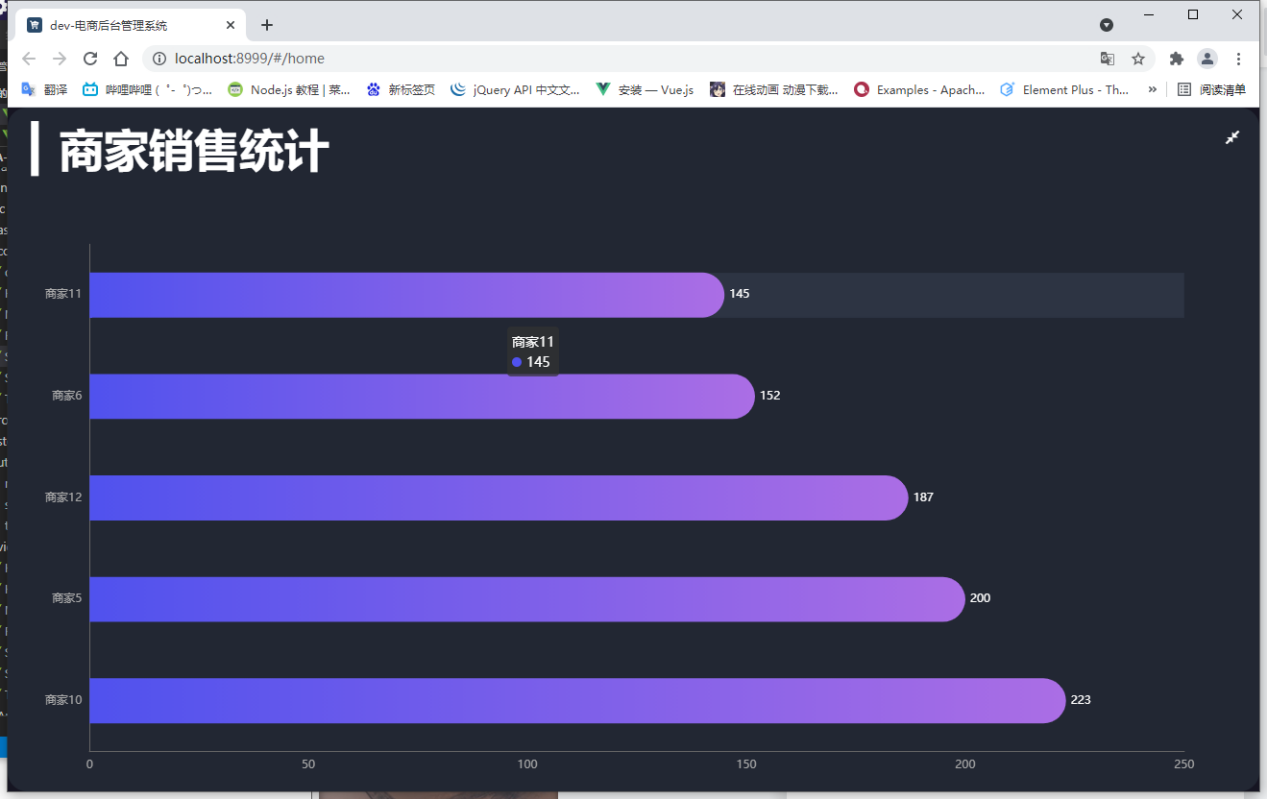 dev-电商后台管理系统
localhost:8999/#/home
翻译 哔哩哔哩 (゜-゜)つ... Node.js 教程 | 菜... 新标签页 jQuery API 中文文... 安装 — Vue.js 在线动画 动漫下载... Examples - Apach... Element Plus - Th... » 阅读清单
商家销售统计
商家11 145
商家11
145
商家6 152
商家12 187
商家5 200
商家10 223
0 50 100 150 200 250